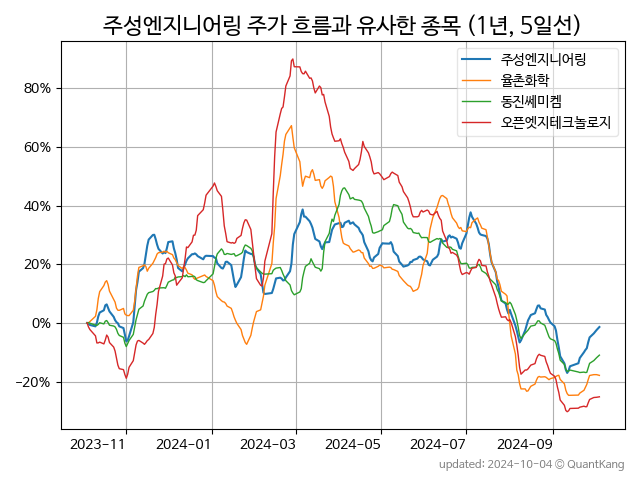 주성엔지니어링 주가 흐름과 유사한 종목 (1년, 5일선)
주성엔지니어링
율촌화학
동진쎄미켐
오픈엣지테크놀로지
80%
60%
40%
20%
0%
−20%
2023-11 2024-01 2024-03 2024-05 2024-07 2024-09
updated: 2024-10-04 © QuantKang